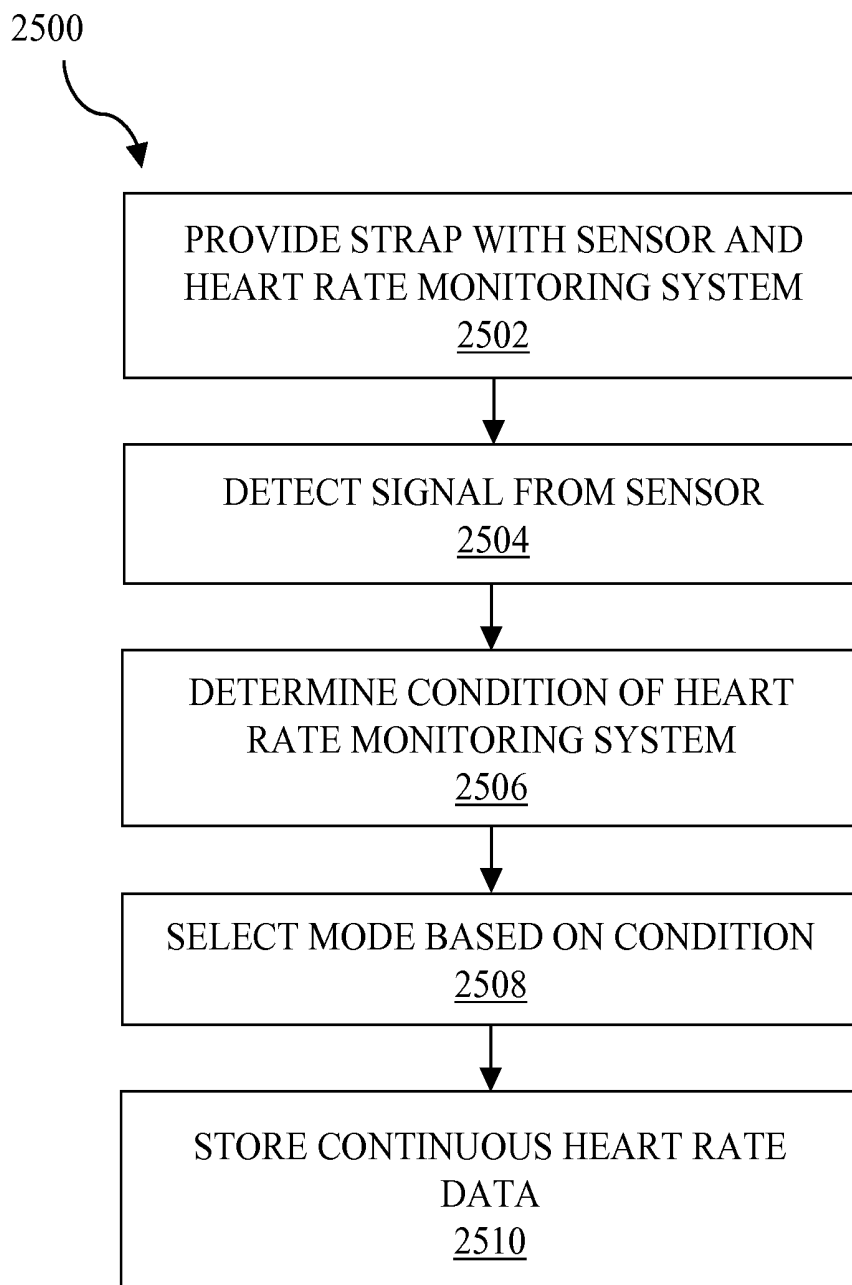 2500
PROVIDE STRAP WITH SENSOR AND
HEART RATE MONITORING SYSTEM
2502
DETECT SIGNAL FROM SENSOR
2504
DETERMINE CONDITION OF HEART
RATE MONITORING SYSTEM
2506
SELECT MODE BASED ON CONDITION
2508
STORE CONTINUOUS HEART RATE
DATA
2510